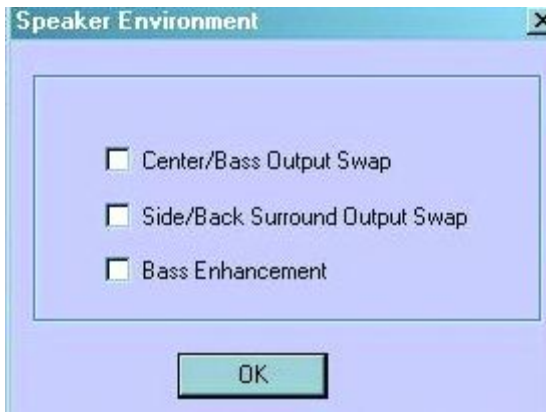 Speaker Environment
Center/Bass Output Swap
Side/Back Surround Output Swap
Bass Enhancement
OK